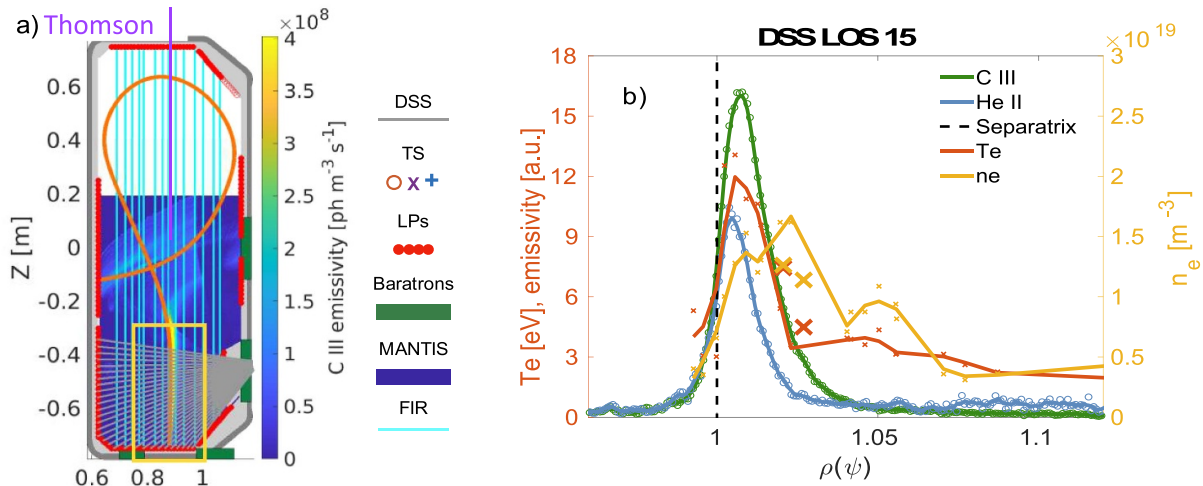 a) Thomson
×10⁸
4
3.5
3
2.5
2
1.5
1
0.5
0
C III emissivity [ph m⁻³ s⁻¹]
0.6
0.4
0.2
0
-0.2
-0.4
-0.6
Z [m]
0.6 0.8 1
DSS
TS
LPs
Baratrons
MANTIS
FIR
DSS LOS 15
b)
18
15
12
9
6
3
0
Te [eV], emissivity [a.u.]
C III
He II
Separatrix
Te
ne
×10¹⁹
3
2.5
2
1.5
1
0.5
0
nₑ [m⁻³]
1 1.05 1.1
ρ(ψ)